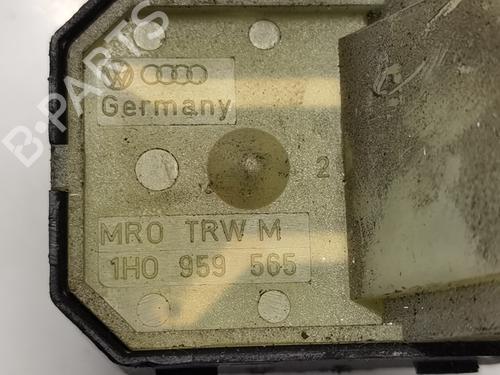 B-PARTS
Germany
2
MRO TRW M
1H0 959 565